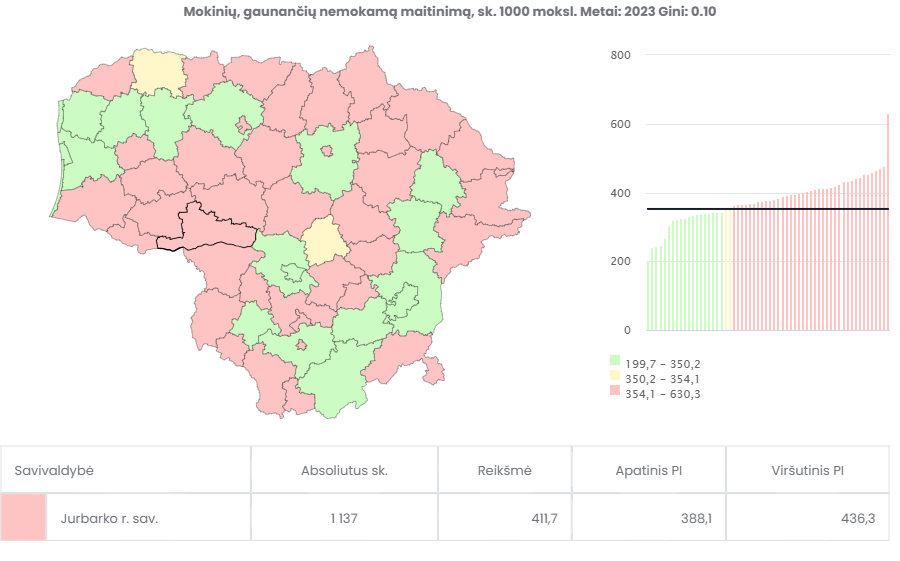 Mokinių, gaunančių nemokamą maitinimą, sk. 1000 moksl. Metai: 2023 Gini: 0.10
800
600
400
200
0
199,7 - 350,2
350,2 - 354,1
354,1 - 630,3
Savivaldybė Absoliutus sk. Reikšmė Apatinis PI Viršutinis PI
Jurbarko r. sav. 1 137 411,7 388,1 436,3